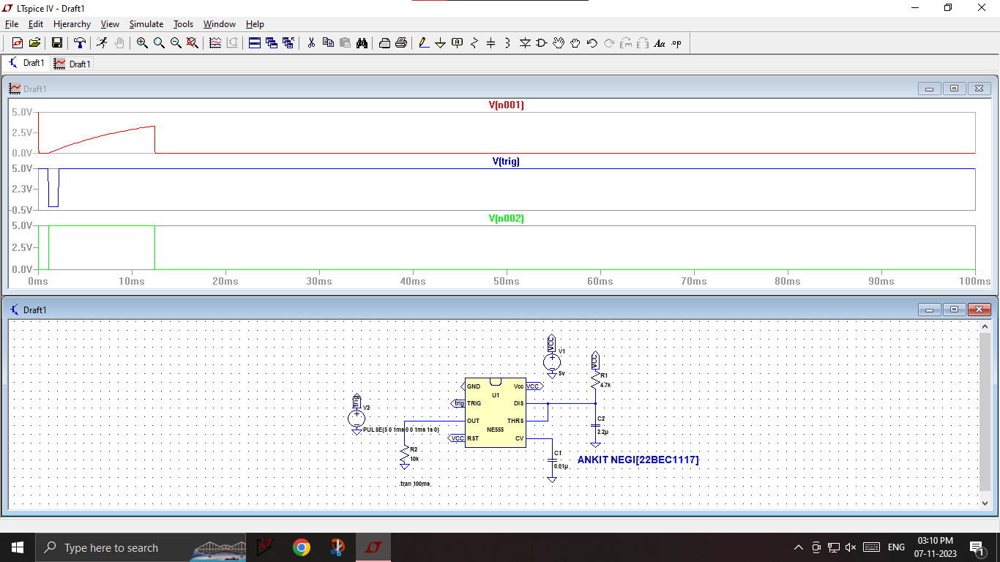 LTspice IV - Draft1
File Edit Hierarchy View Simulate Tools Window Help
Draft1 Draft1
Draft1
V(n001)
5.0V
2.5V
0.0V
V(trig)
5.0V
2.3V
-0.5V
V(n002)
5.0V
2.5V
0.0V
0ms 10ms 20ms 30ms 40ms 50ms 60ms 70ms 80ms 90ms 100ms
Draft1
VCC
V1
5v
VCC
R1
4.7k
GND Vcc VCC
U1
trig TRIG DIS
OUT THRS
NE555
VCC RST CV
trig
V2
PULSE(5 0 1ms 0 0 1ms 1s 0)
R2
10k
C2
2.2µ
C1
0.01µ
ANKIT NEGI[22BEC1117]
.tran 100ms
Type here to search
ENG
03:10 PM
07-11-2023
1